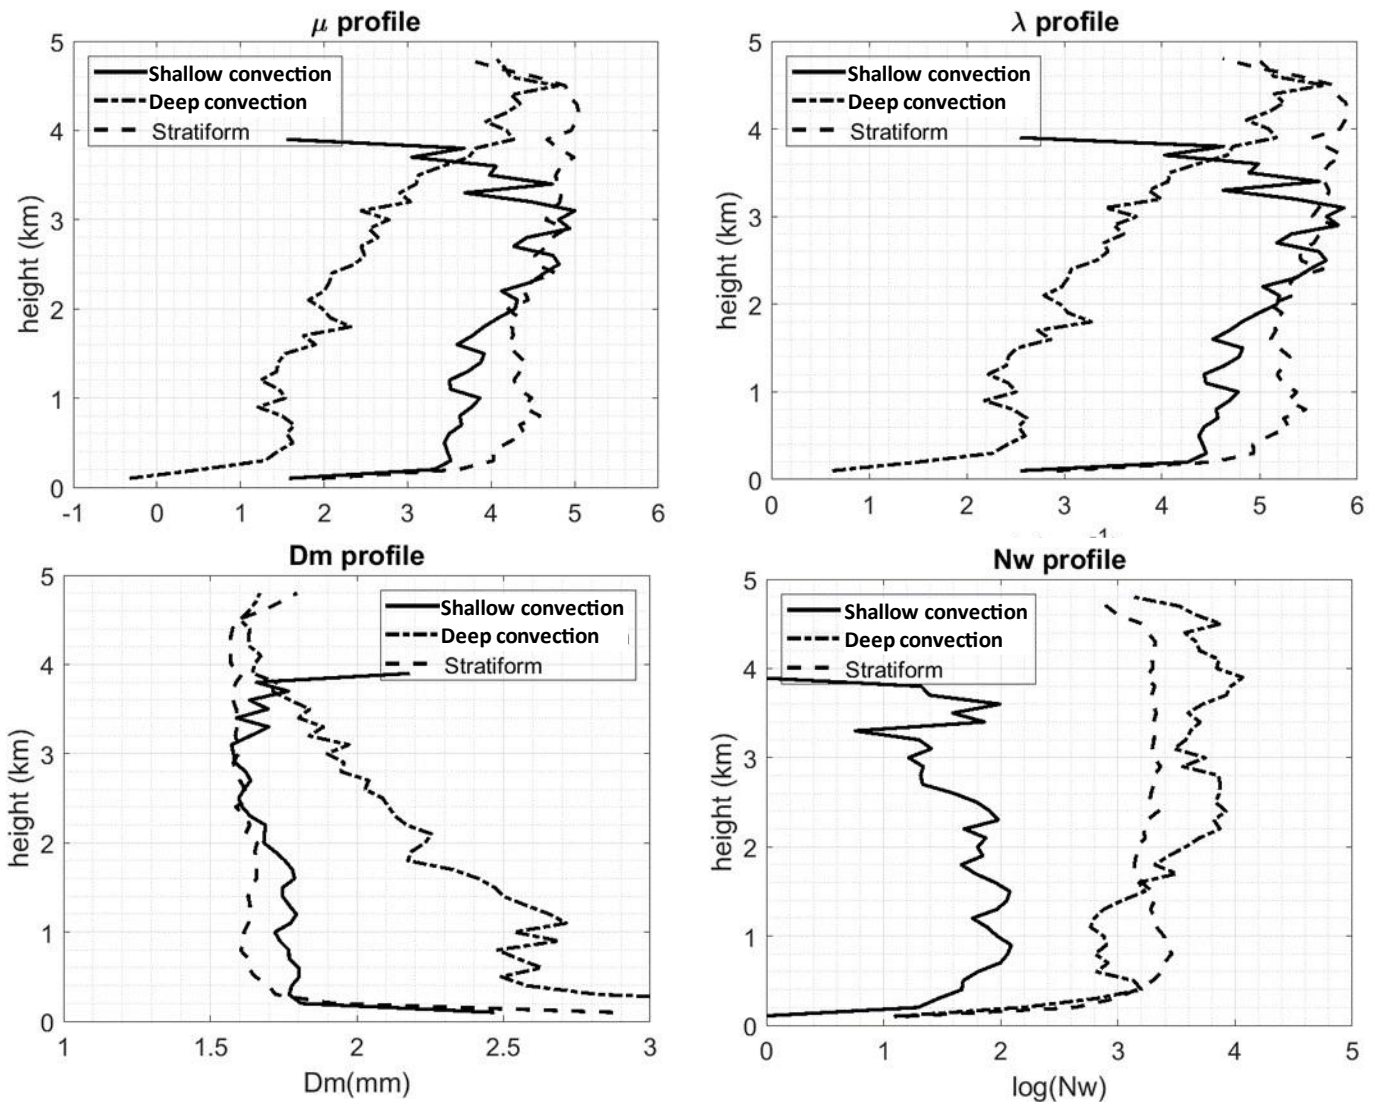 μ profile
Shallow convection
Deep convection
Stratiform
height (km)
5
4
3
2
1
0
-1 0 1 2 3 4 5 6
λ profile
Shallow convection
Deep convection
Stratiform
height (km)
5
4
3
2
1
0
0 1 2 3 4 5 6
Dm profile
Shallow convection
Deep convection
Stratiform
height (km)
5
4
3
2
1
0
1 1.5 2 2.5 3
Dm(mm)
Nw profile
Shallow convection
Deep convection
Stratiform
height (km)
5
4
3
2
1
0
0 1 2 3 4 5
log(Nw)